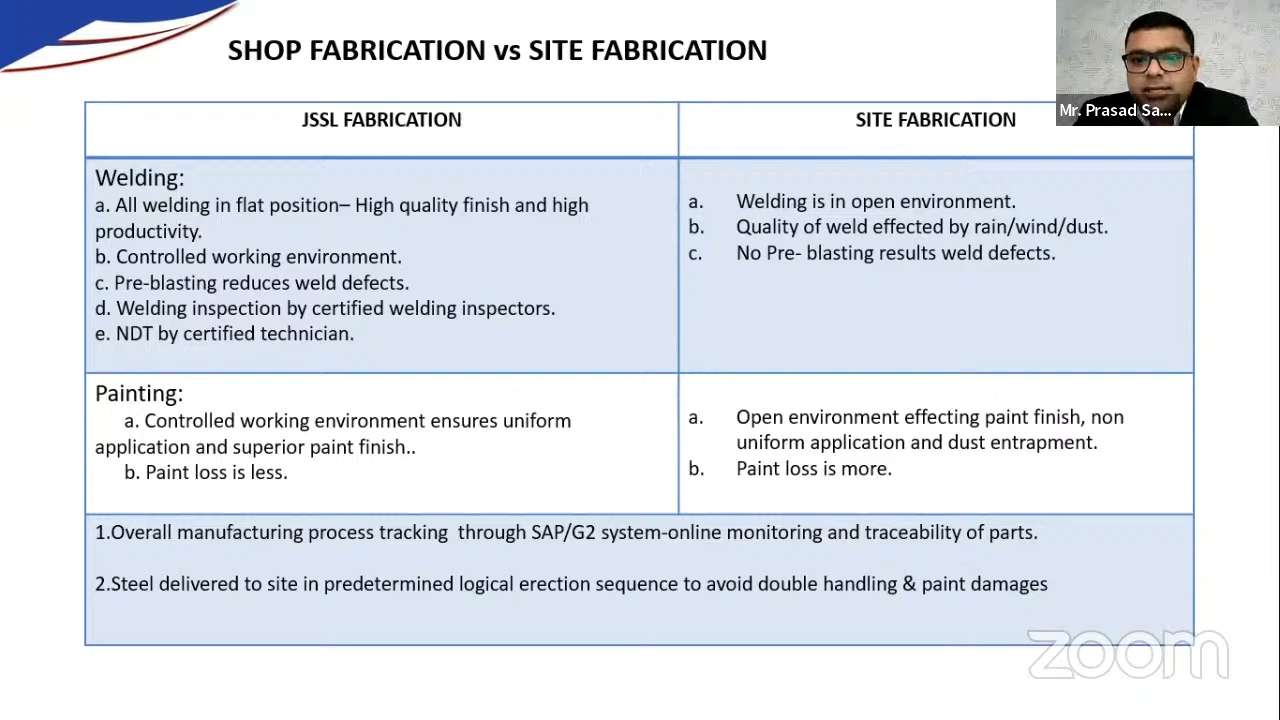 SHOP FABRICATION vs SITE FABRICATION
Mr. Prasad Sa...
JSSL FABRICATION
SITE FABRICATION
Welding:
a. All welding in flat position– High quality finish and high
productivity.
b. Controlled working environment.
c. Pre-blasting reduces weld defects.
d. Welding inspection by certified welding inspectors.
e. NDT by certified technician.
a. Welding is in open environment.
b. Quality of weld effected by rain/wind/dust.
c. No Pre- blasting results weld defects.
Painting:
a. Controlled working environment ensures uniform
application and superior paint finish..
b. Paint loss is less.
a. Open environment effecting paint finish, non
uniform application and dust entrapment.
b. Paint loss is more.
1.Overall manufacturing process tracking through SAP/G2 system-online monitoring and traceability of parts.
2.Steel delivered to site in predetermined logical erection sequence to avoid double handling & paint damages
zoom